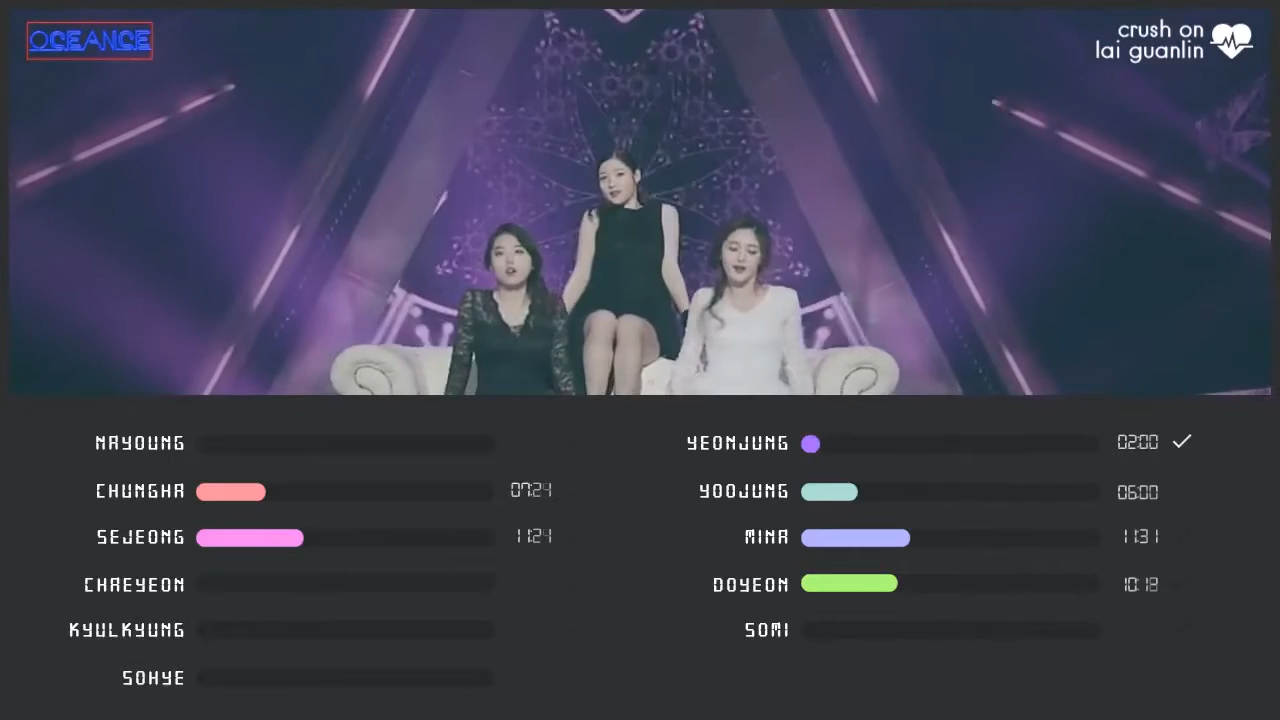 OCEANCE
crush on
lai guanlin
NAYOUNG
CHUNGHA 07:24
SEJEONG 11:24
CHAEYEON
KYULKYUNG
SOHYE
YEONJUNG 02:00
YOOJUNG 06:00
MINA 11:31
DOYEON 10:18
SOMI